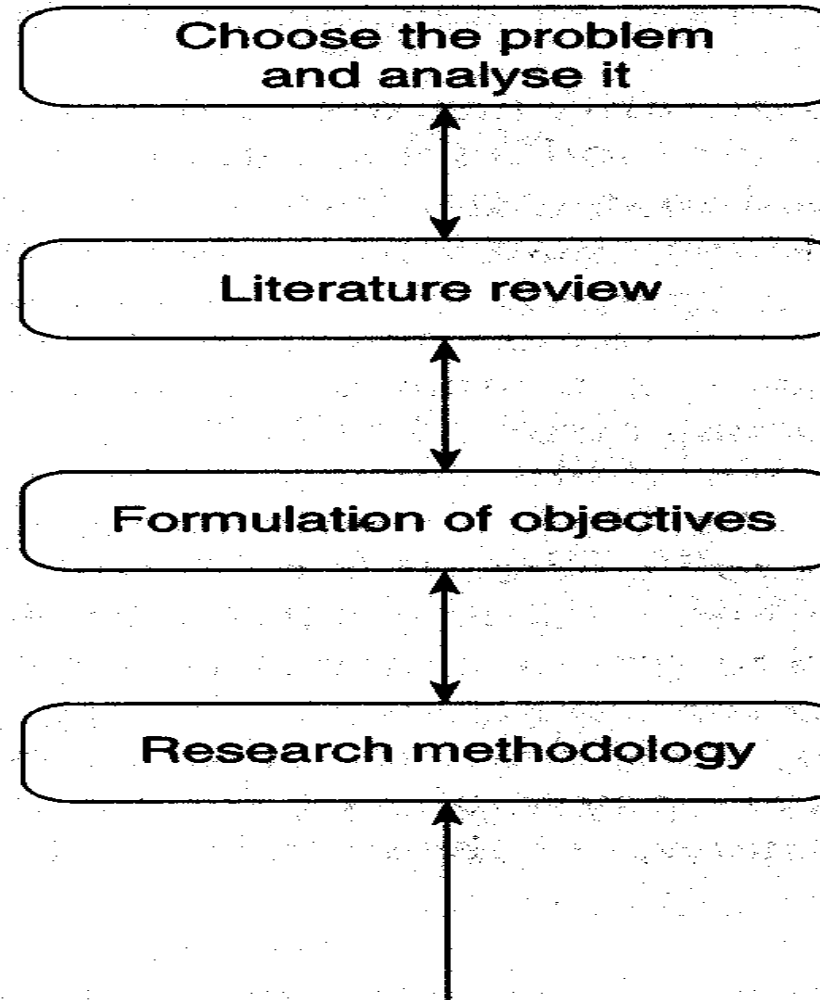 Choose the problem
and analyse it
Literature review
Formulation of objectives
Research methodology